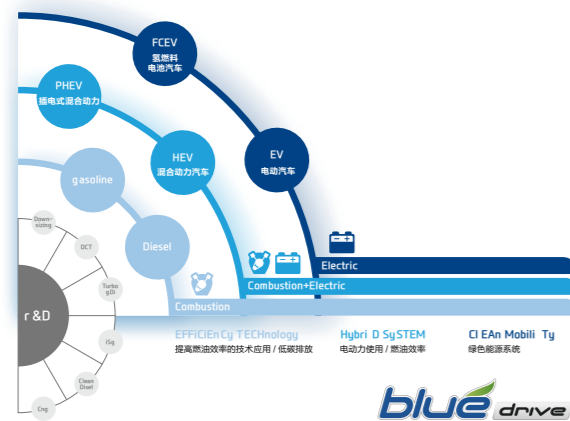 FCEV
氢燃料
电池汽车
PHEV
插电式混合动力
HEV
混合动力汽车
EV
电动汽车
gasoline
Diesel
Down-
sizing
DCT
Turbo
gDi
iSg
Clean
Disel
Cng
r &D
Electric
Combustion+Electric
Combustion
EFFiCiEn Cy TECHnology
提高燃油效率的技术应用 / 低碳排放
Hybri D SySTEM
电动力使用 / 燃油效率
Cl EAn Mobili Ty
绿色能源系统
blue drive